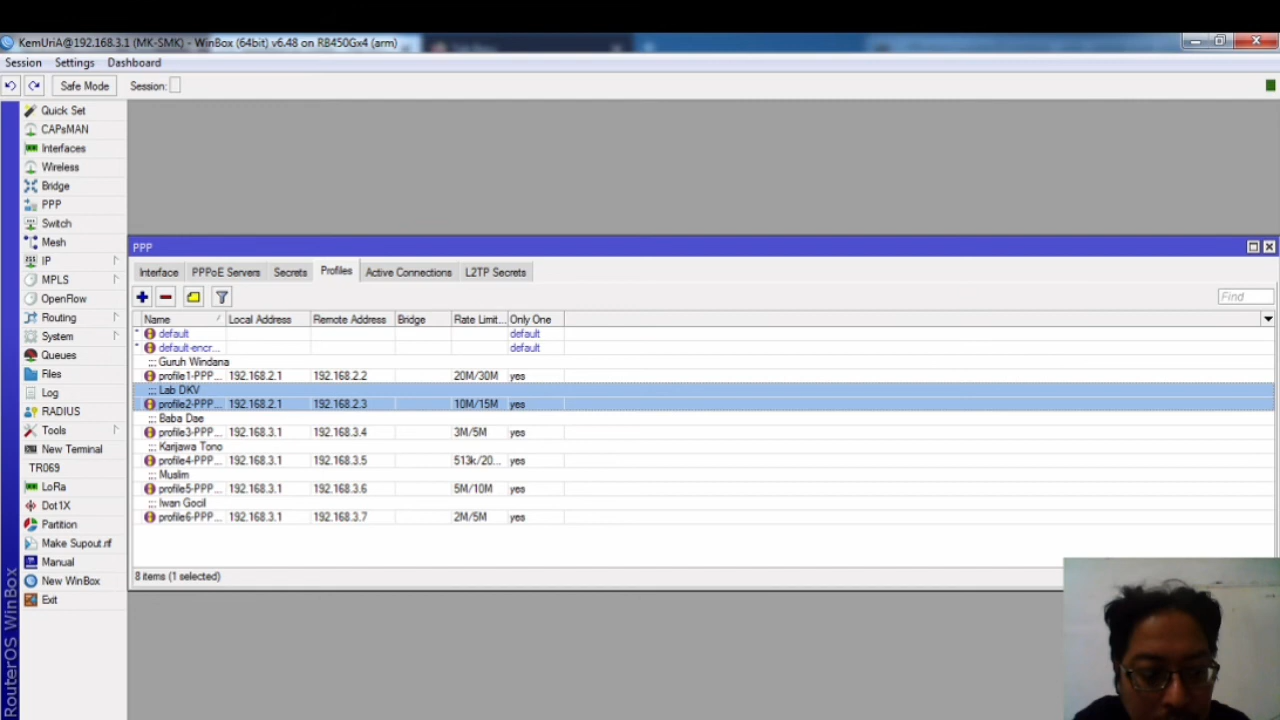 KemUriA@192.168.3.1 (MK-SMK) - WinBox (64bit) v6.48 on RB450Gx4 (arm)
Session Settings Dashboard
Safe Mode Session:
Quick Set
CAPsMAN
Interfaces
Wireless
Bridge
PPP
Switch
Mesh
IP
MPLS
OpenFlow
Routing
System
Queues
Files
Log
RADIUS
Tools
New Terminal
TR069
LoRa
Dot1X
Partition
Make Supout.rif
Manual
New WinBox
Exit
RouterOS WinBox
PPP
Interface PPPoE Servers Secrets Profiles Active Connections L2TP Secrets
Find
Name / Local Address Remote Address Bridge Rate Limit... Only One
* default default
* default-encr... default
::: Guruh Windana
profile1-PPP... 192.168.2.1 192.168.2.2 20M/30M yes
::: Lab DKV
profile2-PPP... 192.168.2.1 192.168.2.3 10M/15M yes
::: Baba Dae
profile3-PPP... 192.168.3.1 192.168.3.4 3M/5M yes
::: Karijawa Tono
profile4-PPP... 192.168.3.1 192.168.3.5 513k/20... yes
::: Muslim
profile5-PPP... 192.168.3.1 192.168.3.6 5M/10M yes
::: Iwan Gocil
profile6-PPP... 192.168.3.1 192.168.3.7 2M/5M yes
8 items (1 selected)